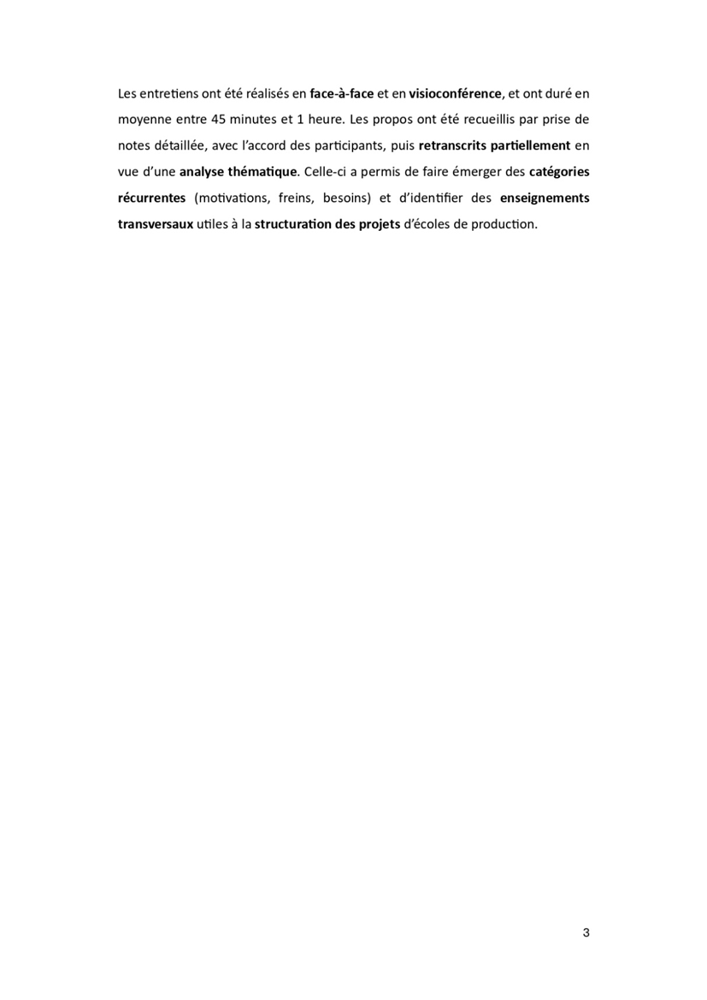 Les entretiens ont été réalisés en face-à-face et en visioconférence, et ont duré en
moyenne entre 45 minutes et 1 heure. Les propos ont été recueillis par prise de
notes détaillée, avec l’accord des participants, puis retranscrits partiellement en
vue d’une analyse thématique. Celle-ci a permis de faire émerger des catégories
récurrentes (motivations, freins, besoins) et d’identifier des enseignements
transversaux utiles à la structuration des projets d’écoles de production.
3